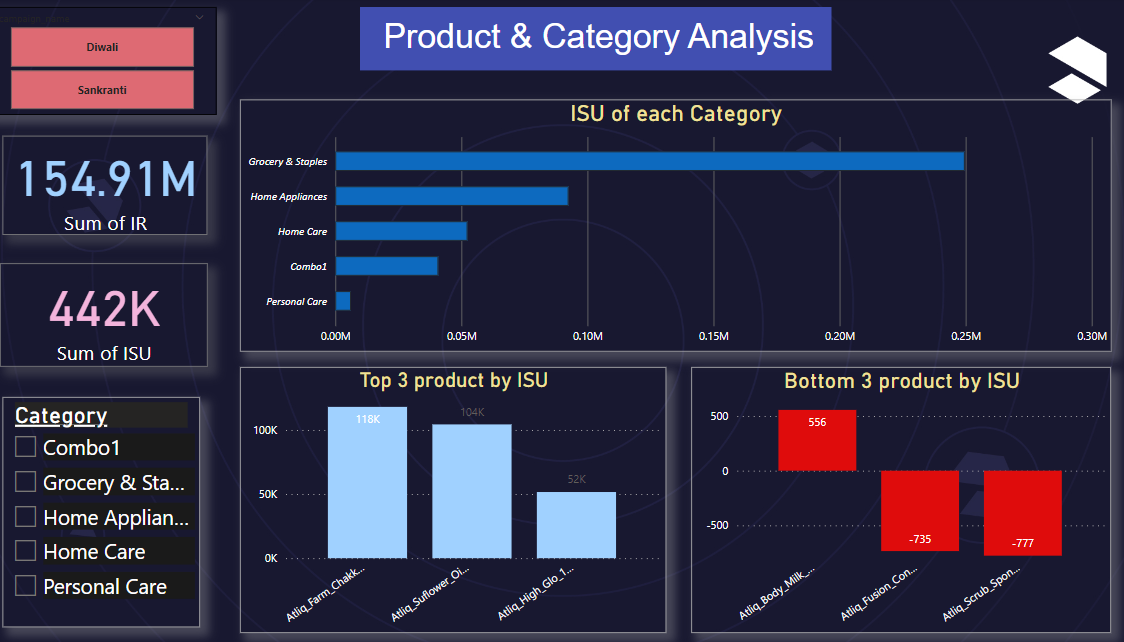 Product & Category Analysis
Diwali
Sankranti
154.91M
Sum of IR
442K
Sum of ISU
Category
Combo1
Grocery & Sta...
Home Applian...
Home Care
Personal Care
ISU of each Category
Grocery & Staples
Home Appliances
Home Care
Combo1
Personal Care
0.00M 0.05M 0.10M 0.15M 0.20M 0.25M 0.30M
Top 3 product by ISU
100K
50K
0K
118K
104K
52K
Atliq_Farm_Chakk...
Atliq_Suflower_Oi...
Atliq_High_Glo_1...
Bottom 3 product by ISU
500
0
-500
556
-735
-777
Atliq_Body_Milk_...
Atliq_Fusion_Con...
Atliq_Scrub_Spon...